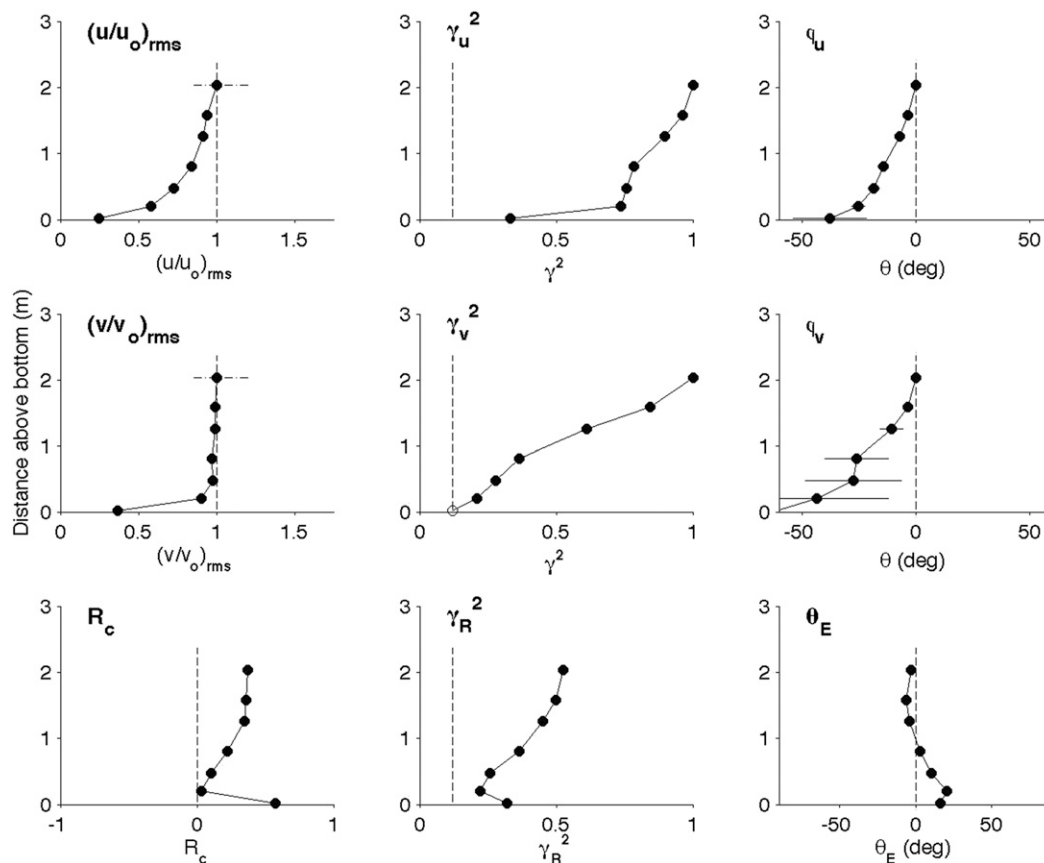 (u/u_o)_rms
3
2
1
0
0 0.5 1 1.5
(u/u_o)_rms
γ_u^2
3
2
1
0
0 0.5 1
γ^2
q_u
3
2
1
0
-50 0 50
θ (deg)
Distance above bottom (m)
(v/v_o)_rms
3
2
1
0
0 0.5 1 1.5
(v/v_o)_rms
γ_v^2
3
2
1
0
0 0.5 1
γ^2
q_v
3
2
1
0
-50 0 50
θ (deg)
R_c
3
2
1
0
-1 0 1
R_c
γ_R^2
3
2
1
0
0 0.5 1
γ_R^2
θ_E
3
2
1
0
-50 0 50
θ_E (deg)